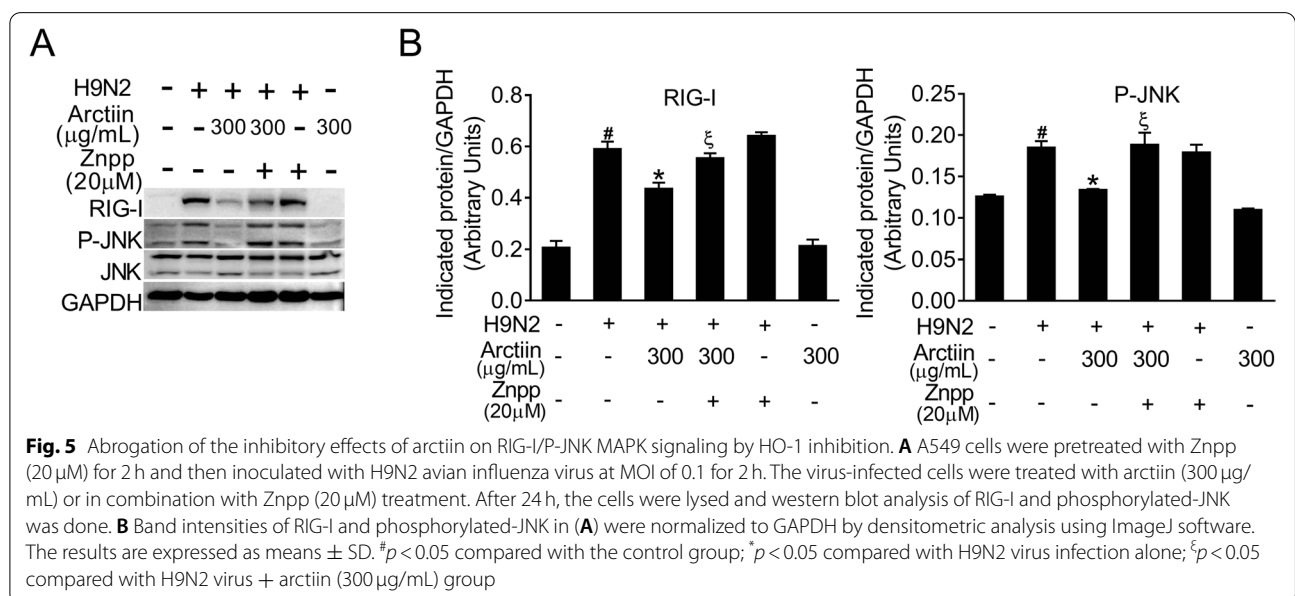 A
H9N2 - + + + + -
Arctiin
(μg/mL) - - 300 300 - 300
Znpp
(20μM) - - - + + -
RIG-I
P-JNK
JNK
GAPDH
B
RIG-I
Indicated protein/GAPDH
(Arbitrary Units)
0.8
0.6
0.4
0.2
0.0
# * ξ
H9N2 - + + + + -
Arctiin
(μg/mL) - - 300 300 - 300
Znpp
(20μM) - - - + + -
P-JNK
Indicated protein/GAPDH
(Arbitrary Units)
0.25
0.20
0.15
0.10
0.05
0.00
# * ξ
H9N2 - + + + + -
Arctiin
(μg/mL) - - 300 300 - 300
Znpp
(20μM) - - - + + -
Fig. 5 Abrogation of the inhibitory effects of arctiin on RIG-I/P-JNK MAPK signaling by HO-1 inhibition. A A549 cells were pretreated with Znpp
(20 μM) for 2 h and then inoculated with H9N2 avian influenza virus at MOI of 0.1 for 2 h. The virus-infected cells were treated with arctiin (300 μg/
mL) or in combination with Znpp (20 μM) treatment. After 24 h, the cells were lysed and western blot analysis of RIG-I and phosphorylated-JNK
was done. B Band intensities of RIG-I and phosphorylated-JNK in (A) were normalized to GAPDH by densitometric analysis using ImageJ software.
The results are expressed as means ± SD. #p < 0.05 compared with the control group; *p < 0.05 compared with H9N2 virus infection alone; ξp < 0.05
compared with H9N2 virus + arctiin (300 μg/mL) group